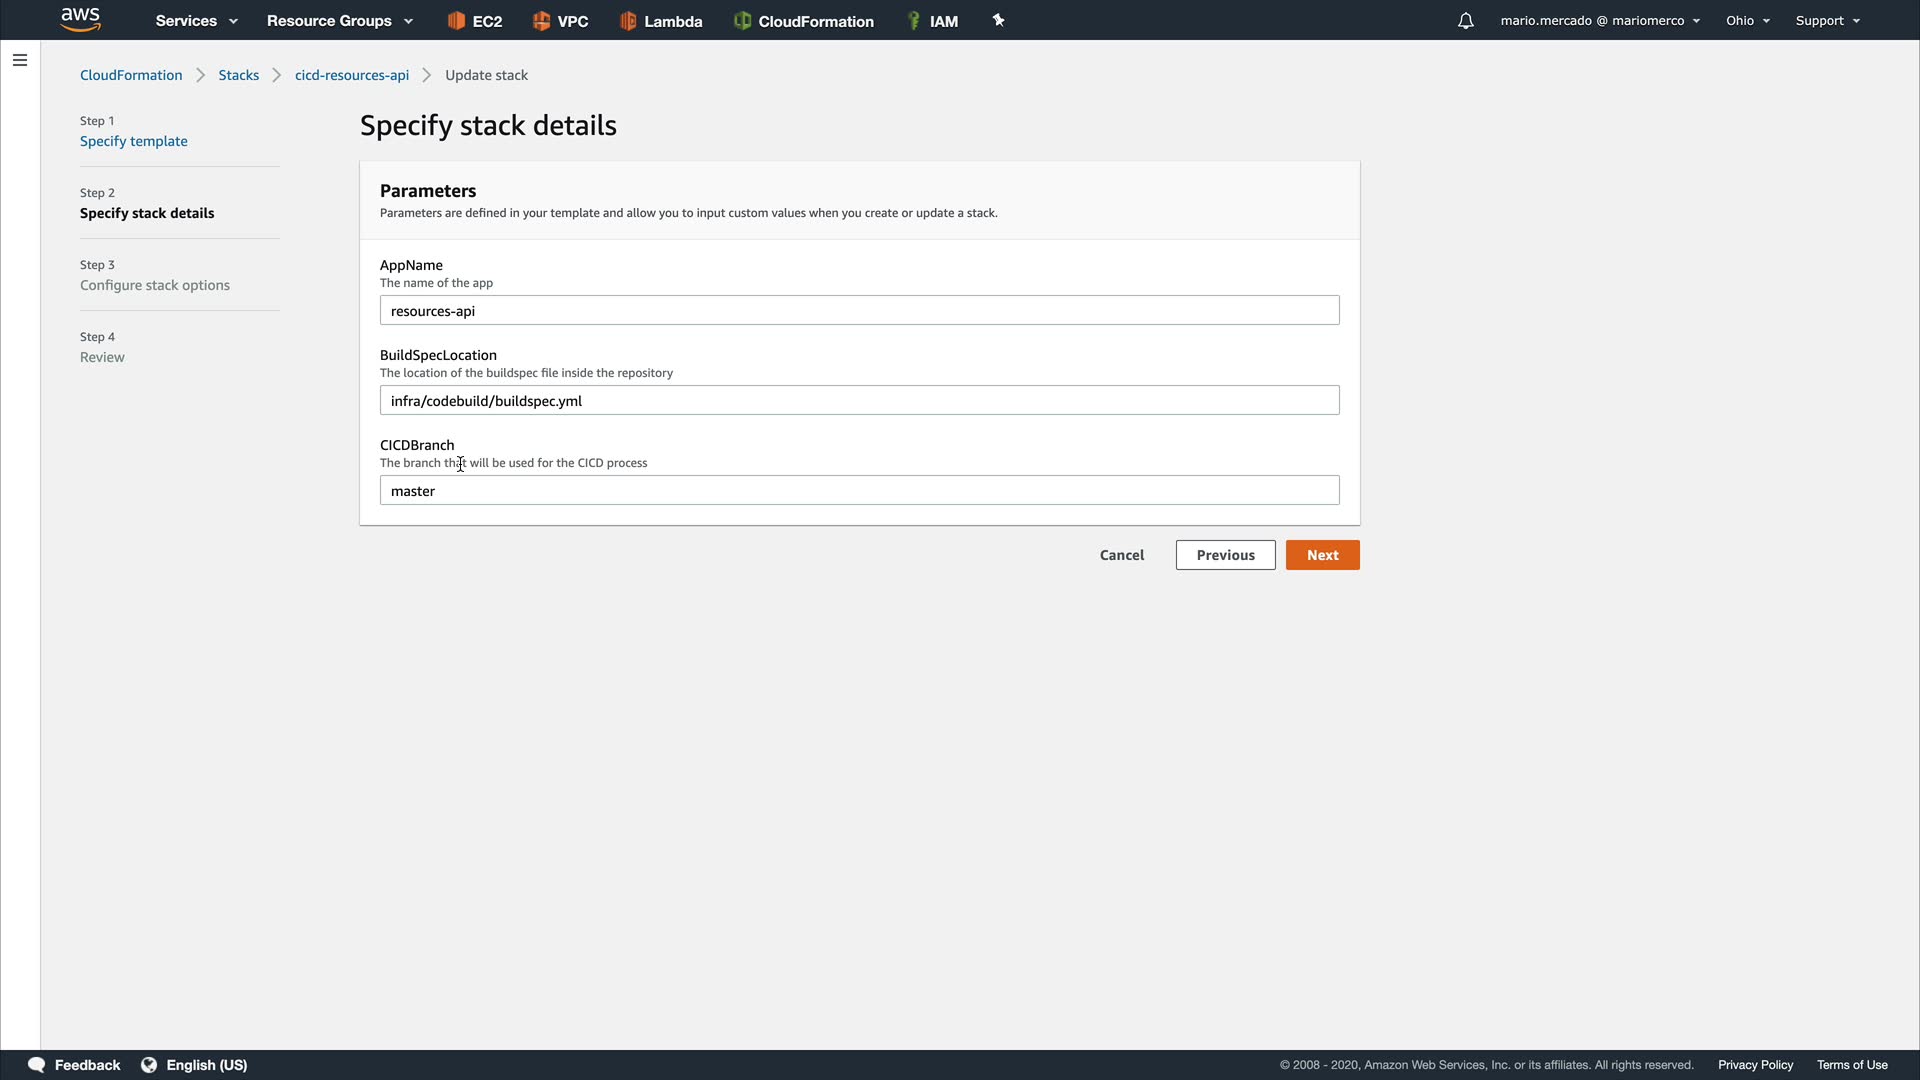 aws Services Resource Groups EC2 VPC Lambda CloudFormation IAM mario.mercado @ mariomerco Ohio Support
CloudFormation Stacks cicd-resources-api Update stack
Step 1
Specify template
Step 2
Specify stack details
Step 3
Configure stack options
Step 4
Review
Specify stack details
Parameters
Parameters are defined in your template and allow you to input custom values when you create or update a stack.
AppName
The name of the app
resources-api
BuildSpecLocation
The location of the buildspec file inside the repository
infra/codebuild/buildspec.yml
CICDBranch
The branch that will be used for the CICD process
master
Cancel Previous Next
Feedback English (US) © 2008 - 2020, Amazon Web Services, Inc. or its affiliates. All rights reserved. Privacy Policy Terms of Use